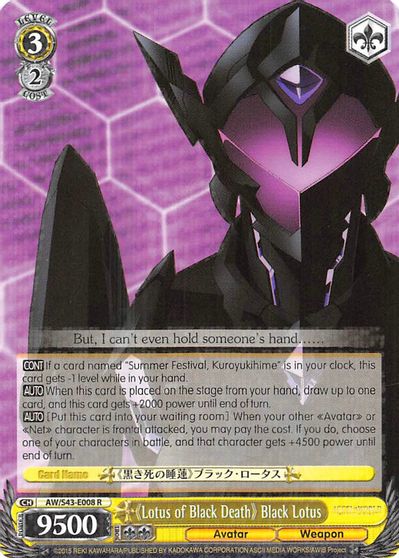 LEVEL
3
2
COST
But, I can't even hold someone's hand......
CONT If a card named "Summer Festival, Kuroyukihime" is in your clock, this
card gets -1 level while in your hand.
AUTO When this card is placed on the stage from your hand, draw up to one
card, and this card gets +2000 power until end of turn.
AUTO [Put this card into your waiting room] When your other «Avatar» or
«Net» character is frontal attacked, you may pay the cost. If you do, choose
one of your characters in battle, and that character gets +4500 power
until end of turn.
Card Name 《黒き死の睡蓮》ブラック・ロータス
CH AW/S43-E008 R
《Lotus of Black Death》 Black Lotus
9500
Avatar Weapon
©2015 REKI KAWAHARA/PUBLISHED BY KADOKAWA CORPORATION ASCII MEDIA WORKS/AWIB Project